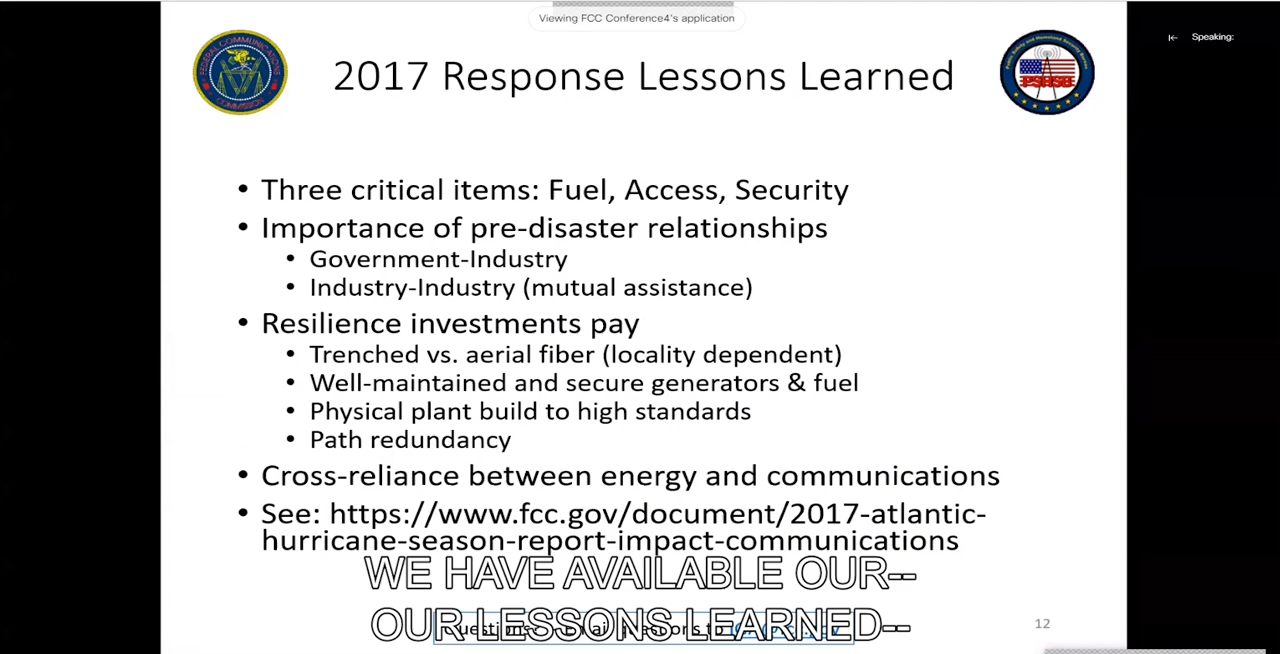 Viewing FCC Conference4's application
Speaking:
FEDERAL COMMUNICATIONS
COMMISSION
2017 Response Lessons Learned
PSHSB
• Three critical items: Fuel, Access, Security
• Importance of pre-disaster relationships
• Government-Industry
• Industry-Industry (mutual assistance)
• Resilience investments pay
• Trenched vs. aerial fiber (locality dependent)
• Well-maintained and secure generators & fuel
• Physical plant build to high standards
• Path redundancy
• Cross-reliance between energy and communications
• See: https://www.fcc.gov/document/2017-atlantic-
hurricane-season-report-impact-communications
WE HAVE AVAILABLE OUR--
OUR LESSONS LEARNED--
12